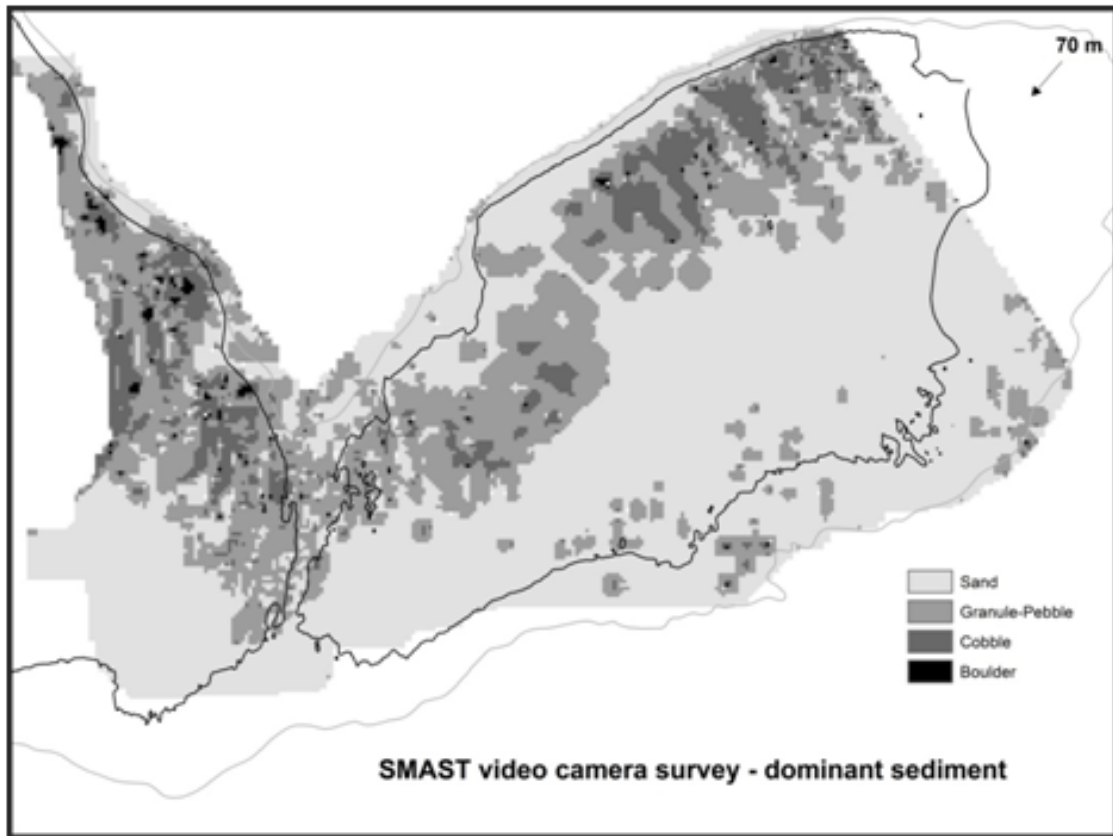 70 m
Sand
Granule-Pebble
Cobble
Boulder
SMAST video camera survey - dominant sediment